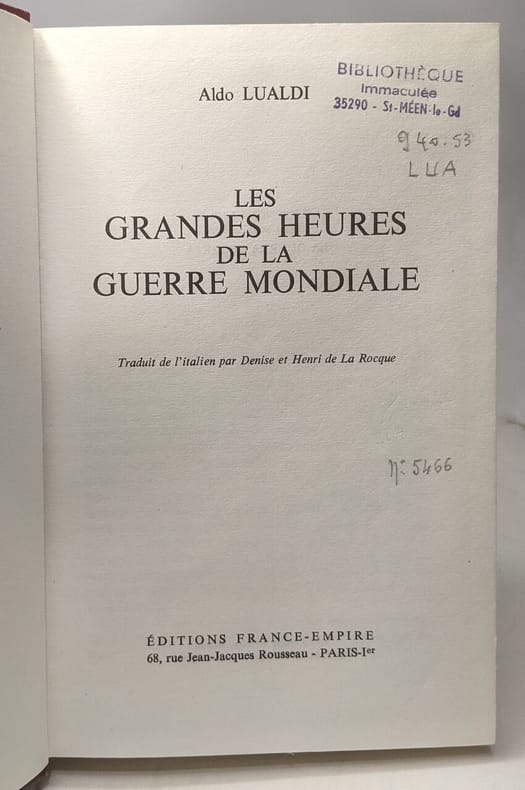 Aldo LUALDI
BIBLIOTHÈQUE
Immaculée
35290 - St-MÉEN-le-Gd
940.53
LUA
LES
GRANDES HEURES
DE LA
GUERRE MONDIALE
Traduit de l'italien par Denise et Henri de La Rocque
N° 5466
ÉDITIONS FRANCE-EMPIRE
68, rue Jean-Jacques Rousseau - PARIS-Ier